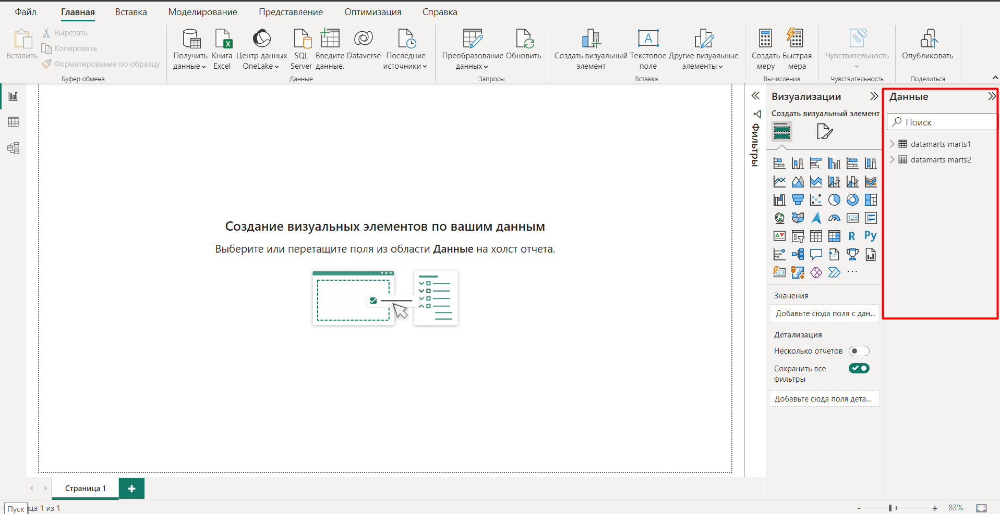 Файл Главная Вставка Моделирование Представление Оптимизация Справка
Вставить
Вырезать
Копировать
Форматирование по образцу
Буфер обмена
Получить данные
Книга Excel
Центр данных OneLake
SQL Server
Введите данные.
Dataverse
Последние источники
Данные
Преобразование данных
Обновить
Запросы
Создать визуальный элемент
A
Текстовое поле
Другие визуальные элементы
Вставка
Создать меру
Быстрая мера
Вычисления
Чувствительность
Чувствительность
Опубликовать
Поделиться
Создание визуальных элементов по вашим данным
Выберите или перетащите поля из области Данные на холст отчета.
Фильтры
Визуализации
Создать визуальный элемент
123
R Py
123
...
Значения
Добавьте сюда поля с дан...
Детализация
Несколько отчетов
Сохранить все
фильтры
Добавьте сюда поля дета...
Данные
Поиск
datamarts marts1
datamarts marts2
Страница 1
Пуск
ца 1 из 1
- + 83%